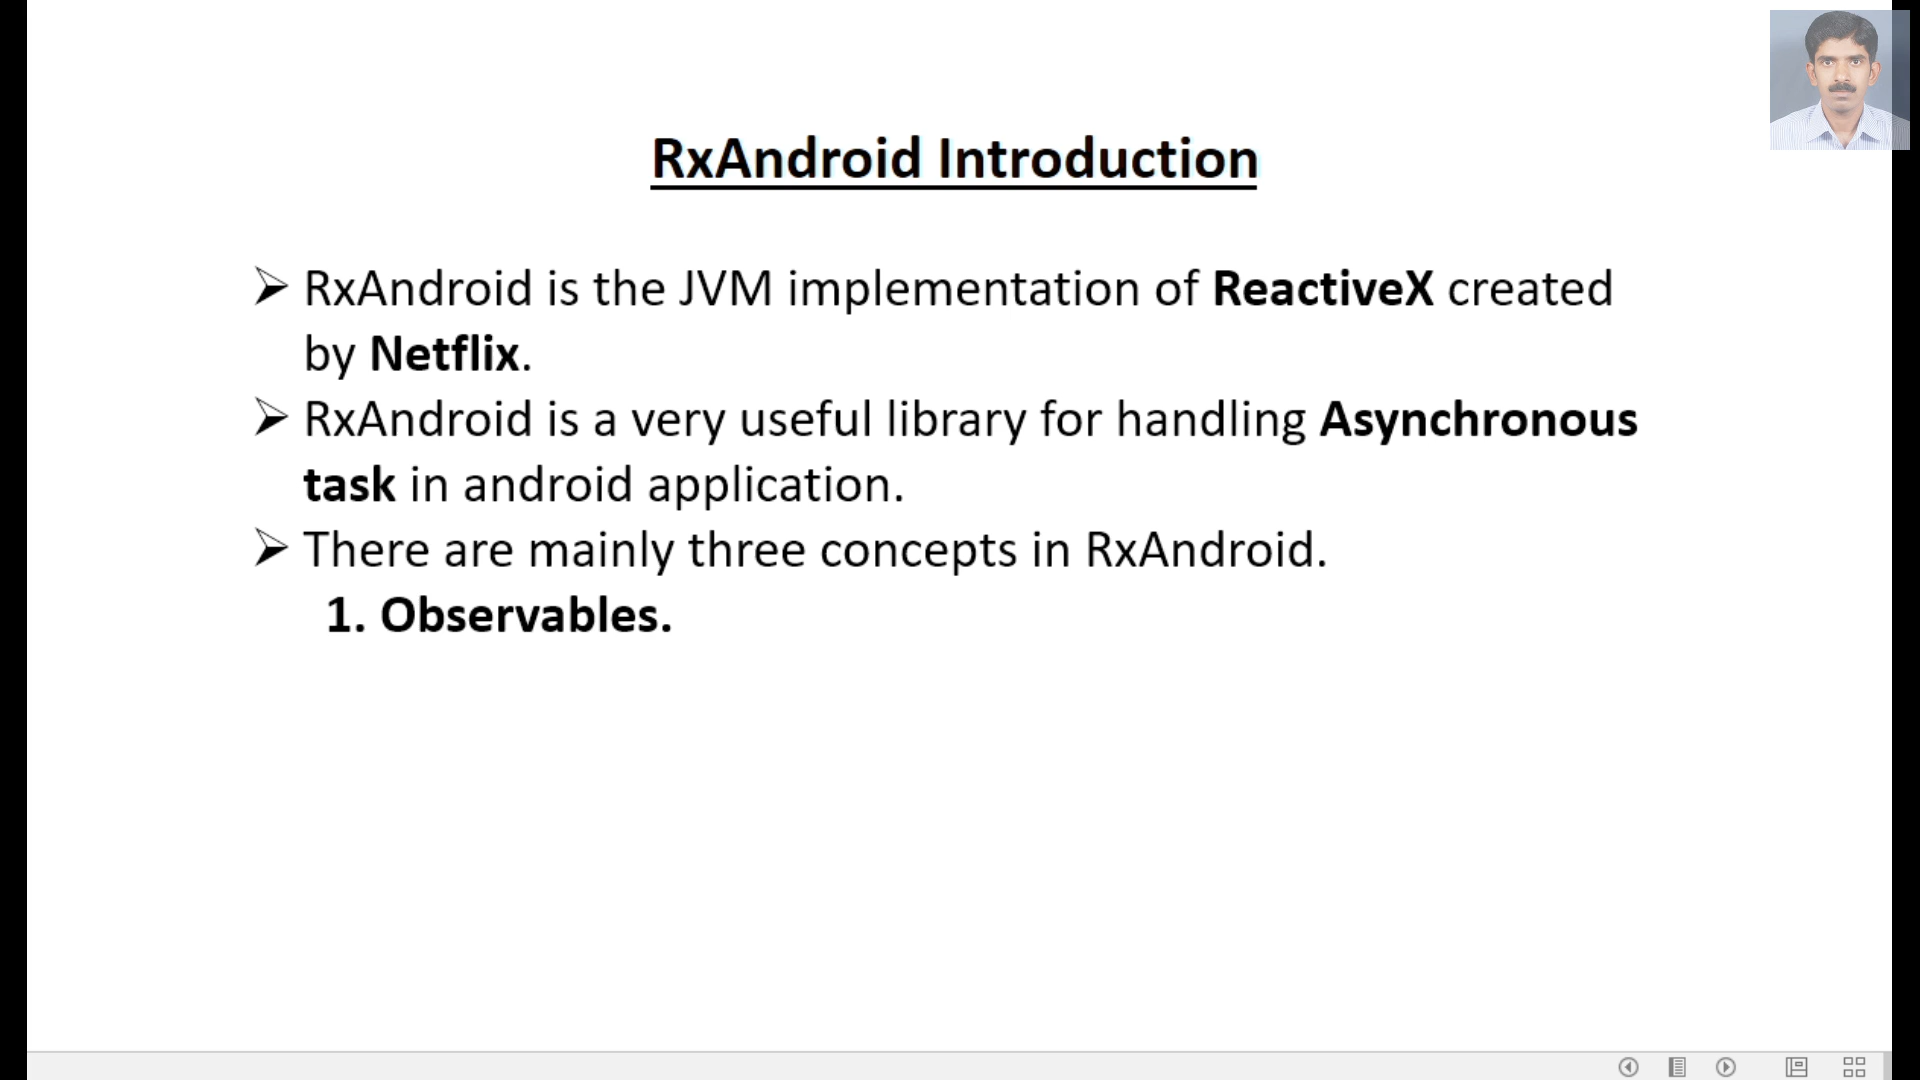 RxAndroid Introduction
➢ RxAndroid is the JVM implementation of ReactiveX created
by Netflix.
➢ RxAndroid is a very useful library for handling Asynchronous
task in android application.
➢ There are mainly three concepts in RxAndroid.
1. Observables.